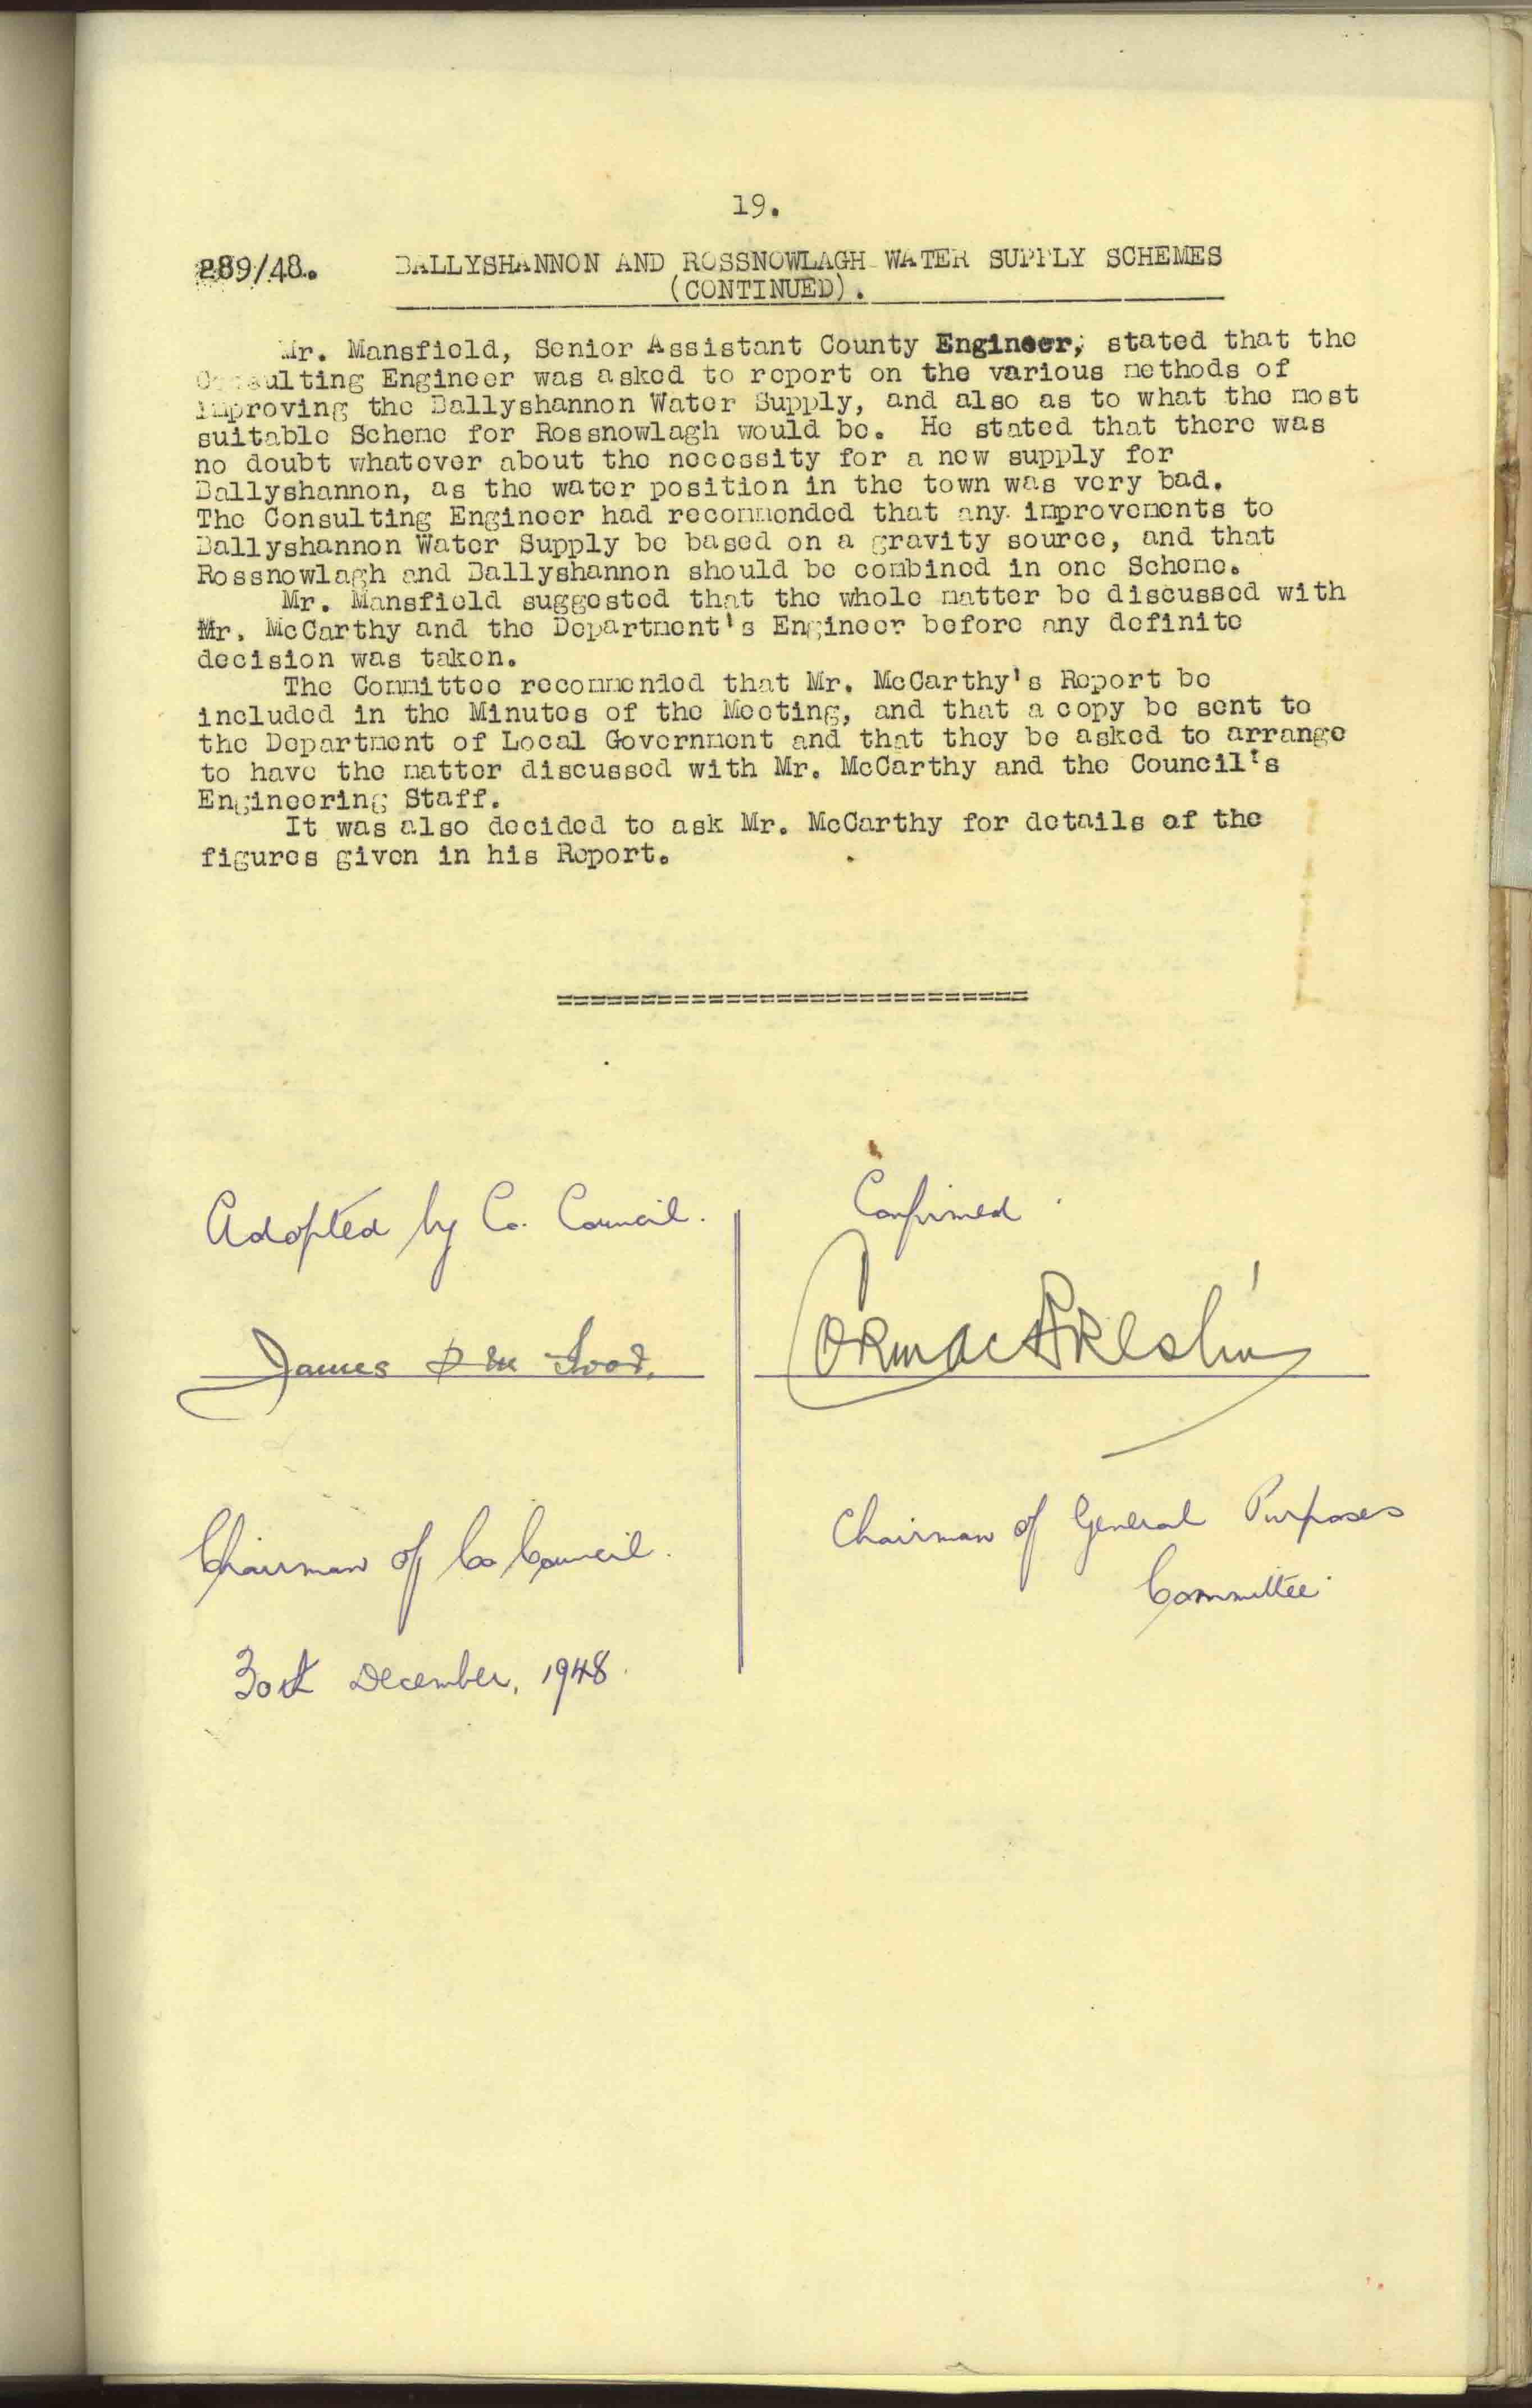 19.
289/48. BALLYSHANNON AND ROSSNOWLAGH WATER SUPPLY SCHEMES
(CONTINUED).
Mr. Mansfield, Senior Assistant County Engineer, stated that the
Consulting Engineer was asked to report on the various methods of
improving the Ballyshannon Water Supply, and also as to what the most
suitable Scheme for Rossnowlagh would be. He stated that there was
no doubt whatever about the necessity for a new supply for
Ballyshannon, as the water position in the town was very bad.
The Consulting Engineer had recommended that any improvements to
Ballyshannon Water Supply be based on a gravity source, and that
Rossnowlagh and Ballyshannon should be combined in one Scheme.
Mr. Mansfield suggested that the whole matter be discussed with
Mr. McCarthy and the Department's Engineer before any definite
decision was taken.
The Committee recommended that Mr. McCarthy's Report be
included in the Minutes of the Meeting, and that a copy be sent to
the Department of Local Government and that they be asked to arrange
to have the matter discussed with Mr. McCarthy and the Council's
Engineering Staff.
It was also decided to ask Mr. McCarthy for details of the
figures given in his Report.
===========================
Adopted by Co. Council.
James
Chairman of Co Council.
30th December, 1948.
Confirmed
Cormac Breslin
Chairman of General Purposes
Committee